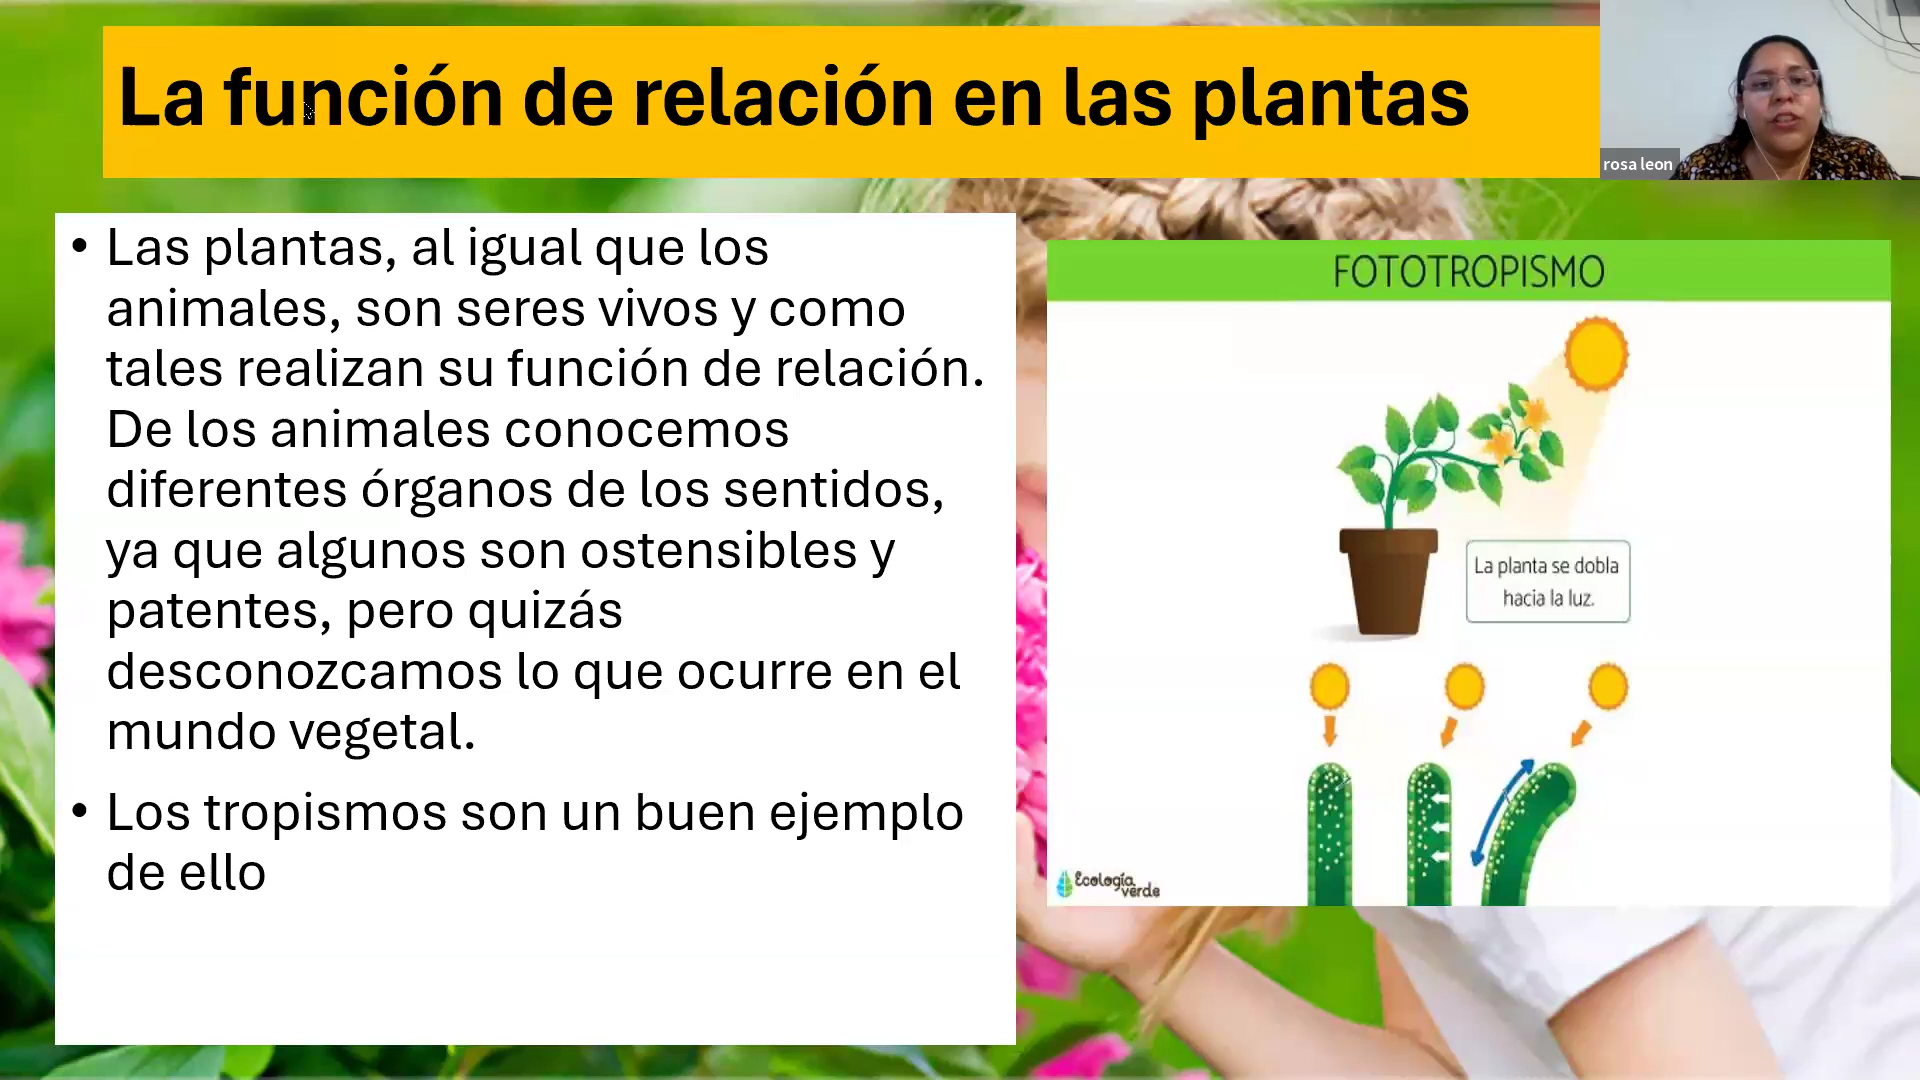 La función de relación en las plantas
rosa leon
• Las plantas, al igual que los
animales, son seres vivos y como
tales realizan su función de relación.
De los animales conocemos
diferentes órganos de los sentidos,
ya que algunos son ostensibles y
patentes, pero quizás
desconozcamos lo que ocurre en el
mundo vegetal.
• Los tropismos son un buen ejemplo
de ello
FOTOTROPISMO
La planta se dobla
hacia la luz.
Ecología
verde